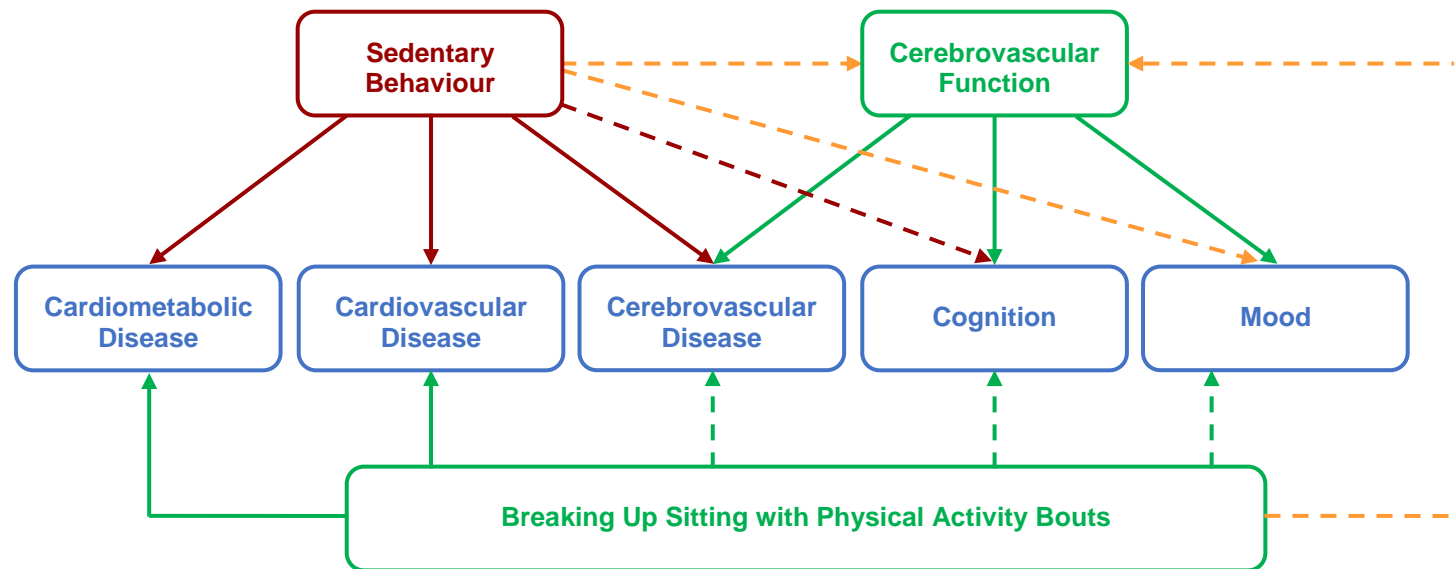 Sedentary
Behaviour
Cerebrovascular
Function
Cardiometabolic
Disease
Cardiovascular
Disease
Cerebrovascular
Disease
Cognition
Mood
Breaking Up Sitting with Physical Activity Bouts